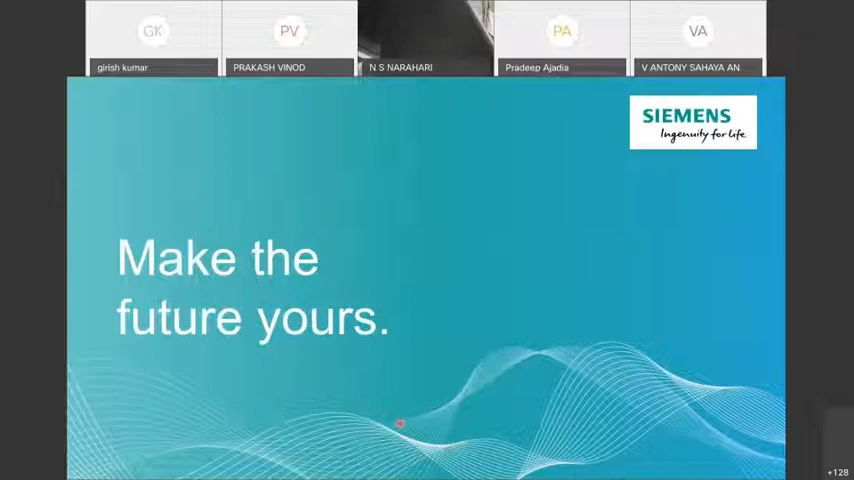 GK
PV
PA
VA
girish kumar
PRAKASH VINOD
N S NARAHARI
Pradeep Ajadia
V ANTONY SAHAYA AN
SIEMENS
Ingenuity for life
Make the
future yours.
+128